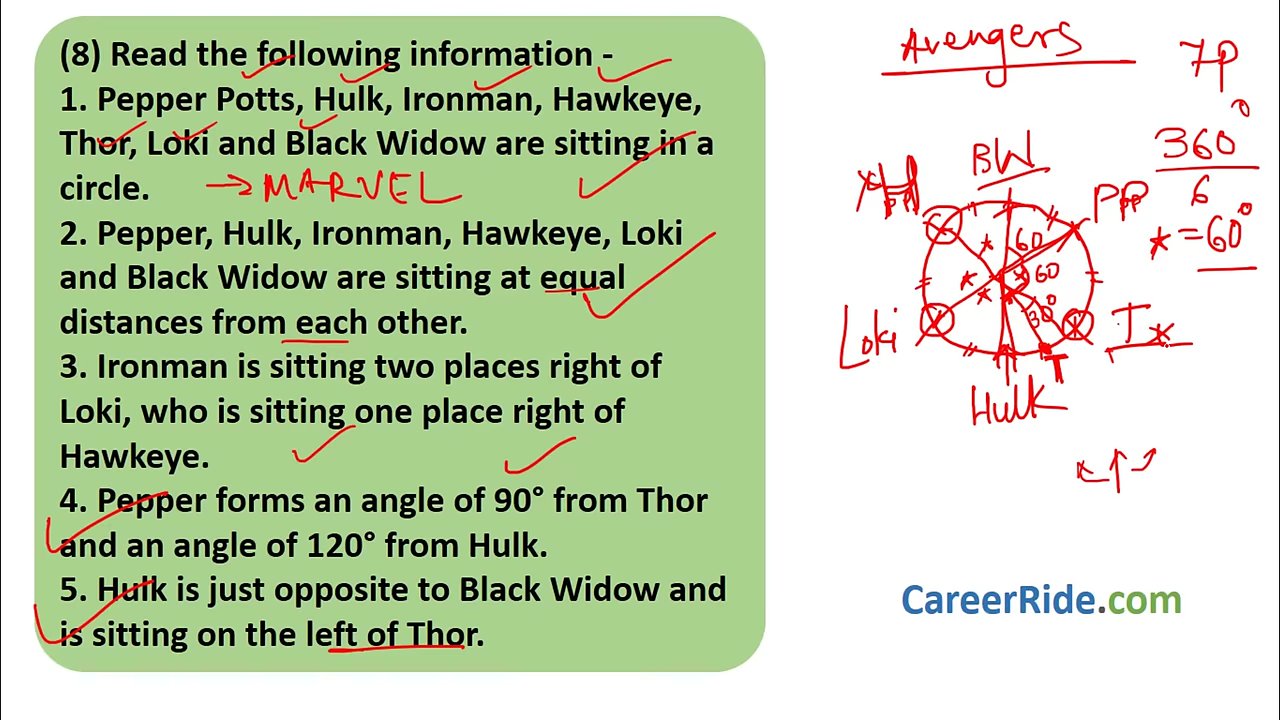 (8) Read the following information -
1. Pepper Potts, Hulk, Ironman, Hawkeye,
Thor, Loki and Black Widow are sitting in a
circle.
→ MARVEL
2. Pepper, Hulk, Ironman, Hawkeye, Loki
and Black Widow are sitting at equal
distances from each other.
3. Ironman is sitting two places right of
Loki, who is sitting one place right of
Hawkeye.
4. Pepper forms an angle of 90° from Thor
and an angle of 120° from Hulk.
5. Hulk is just opposite to Black Widow and
is sitting on the left of Thor.
Avengers
7P
360°
6
* = 60°
BW
PP
60
60
30°
Loki
I *
T
Hulk
CareerRide.com